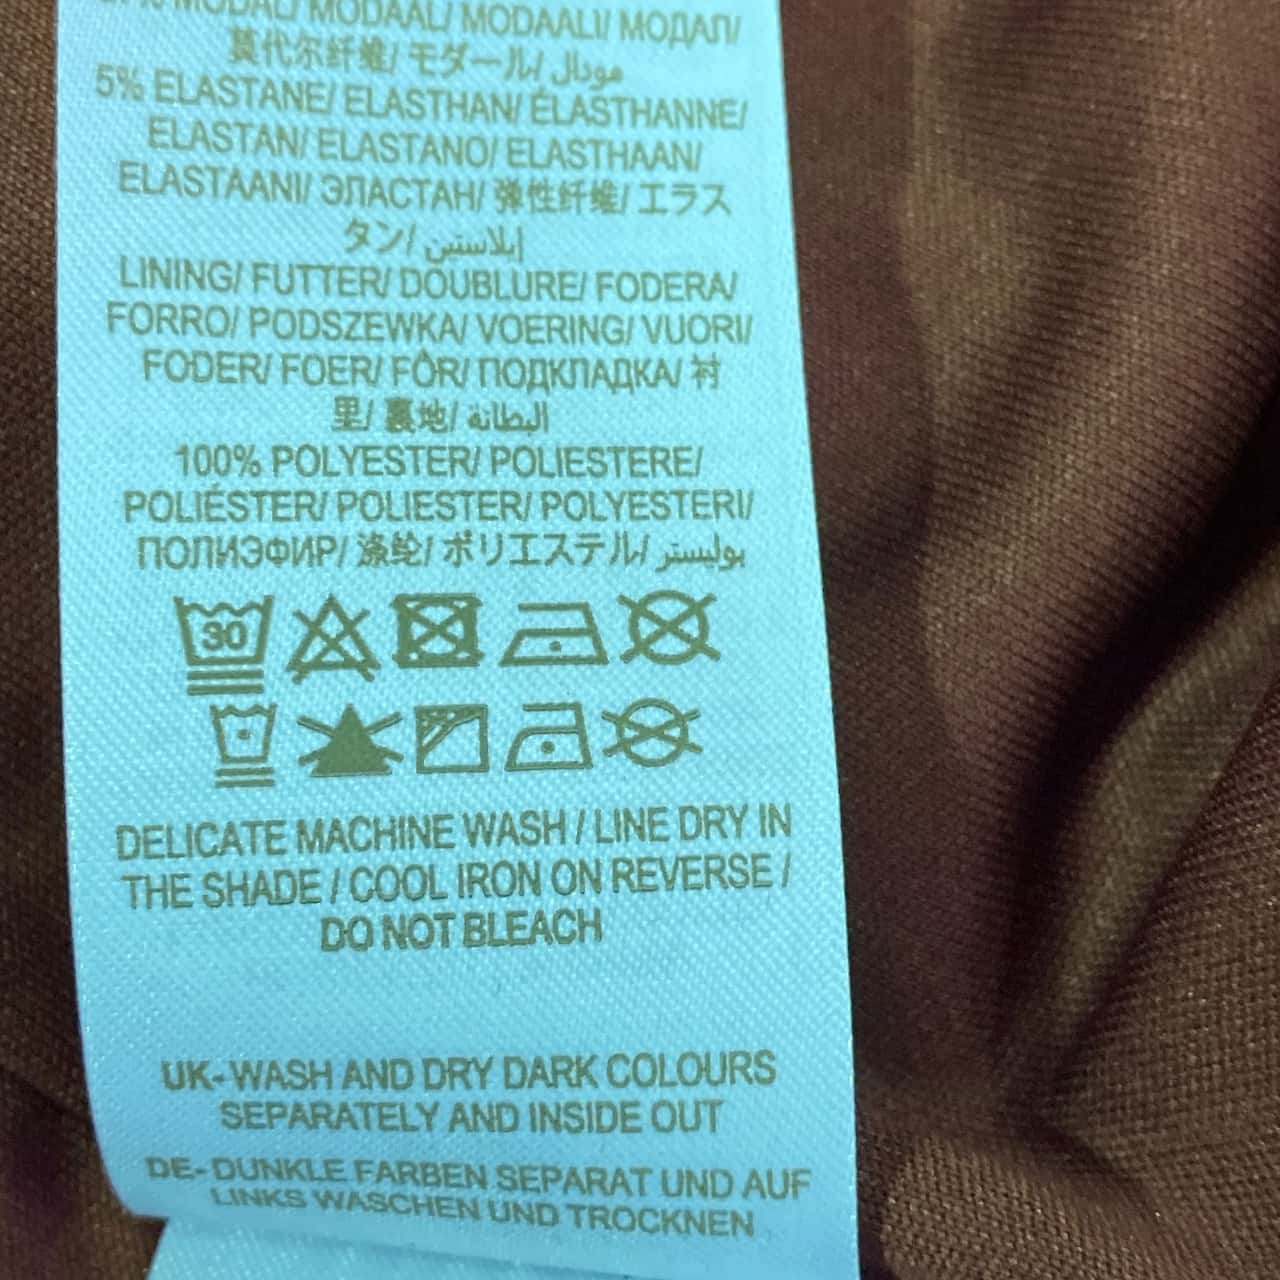 MODAL/ MODAAL/ MODAALI/ МОДАЛ/
莫代尔纤维/ モダール/ مودال
5% ELASTANE/ ELASTHAN/ ÉLASTHANNE/
ELASTAN/ ELASTANO/ ELASTHAAN/
ELASTAANI/ ЭЛАСТАН/ 弹性纤维/ エラス
タン/ إيلاستين
LINING/ FUTTER/ DOUBLURE/ FODERA/
FORRO/ PODSZEWKA/ VOERING/ VUORI/
FODER/ FOER/ FÔR/ ПОДКЛАДКА/ 衬
里/ 裏地/ البطانة
100% POLYESTER/ POLIESTERE/
POLIÉSTER/ POLIESTER/ POLYESTERI/
ПОЛИЭФИР/ 涤纶/ ポリエステル/ بوليستر
30
DELICATE MACHINE WASH / LINE DRY IN
THE SHADE / COOL IRON ON REVERSE /
DO NOT BLEACH
UK- WASH AND DRY DARK COLOURS
SEPARATELY AND INSIDE OUT
DE- DUNKLE FARBEN SEPARAT UND AUF
LINKS WASCHEN UND TROCKNEN